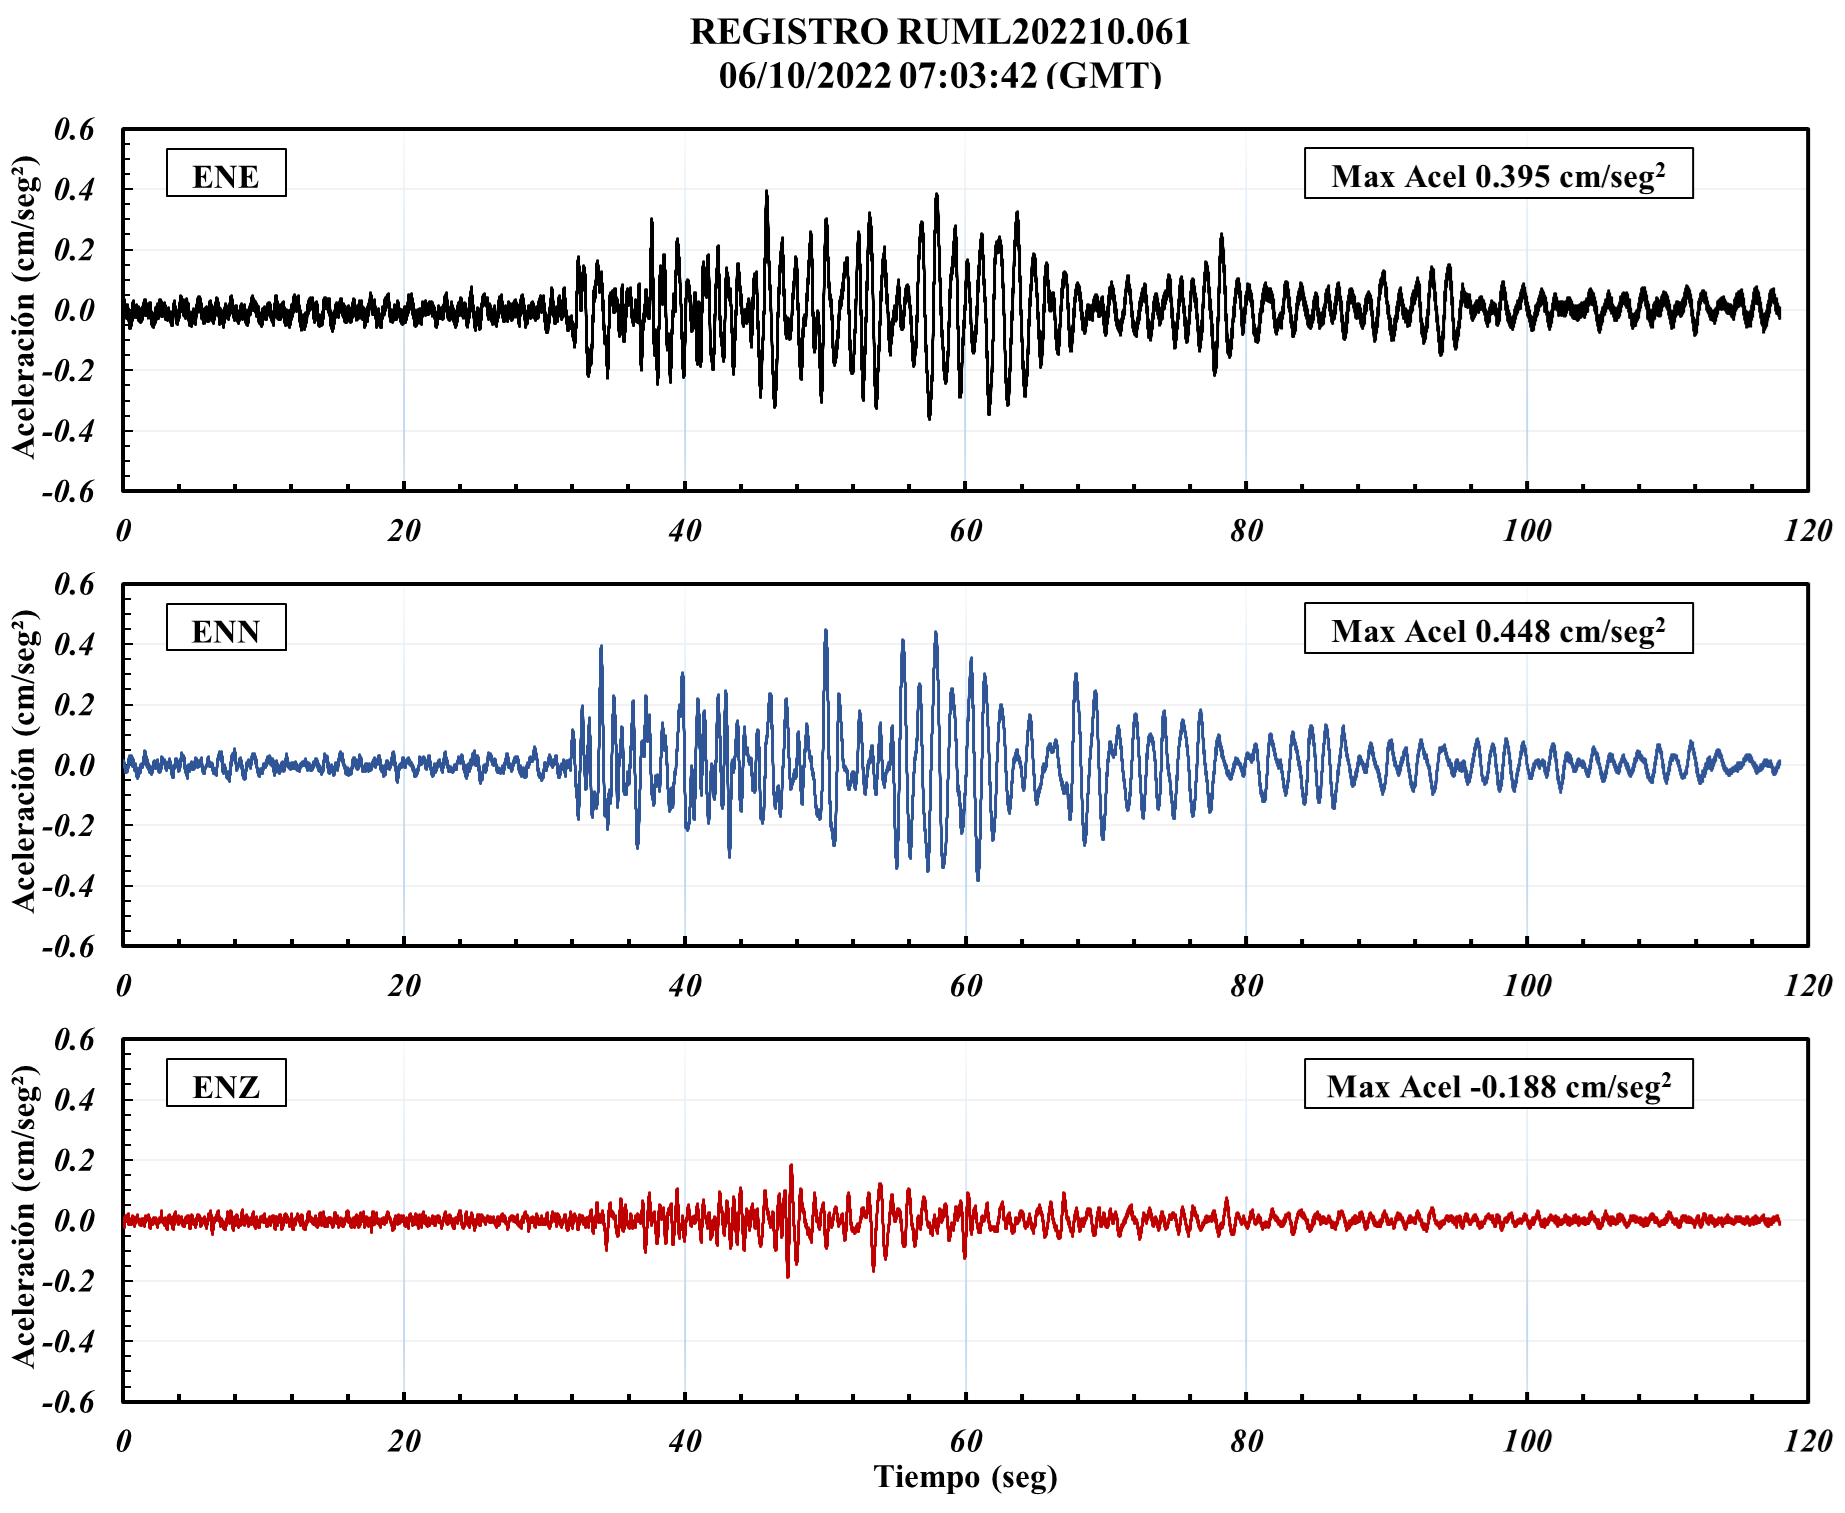 REGISTRO RUML202210.061
06/10/2022 07:03:42 (GMT)
Aceleración (cm/seg²)
0.6
0.4
0.2
0.0
-0.2
-0.4
-0.6
ENE
Max Acel 0.395 cm/seg²
0 20 40 60 80 100 120
Aceleración (cm/seg²)
0.6
0.4
0.2
0.0
-0.2
-0.4
-0.6
ENN
Max Acel 0.448 cm/seg²
0 20 40 60 80 100 120
Aceleración (cm/seg²)
0.6
0.4
0.2
0.0
-0.2
-0.4
-0.6
ENZ
Max Acel -0.188 cm/seg²
0 20 40 60 80 100 120
Tiempo (seg)